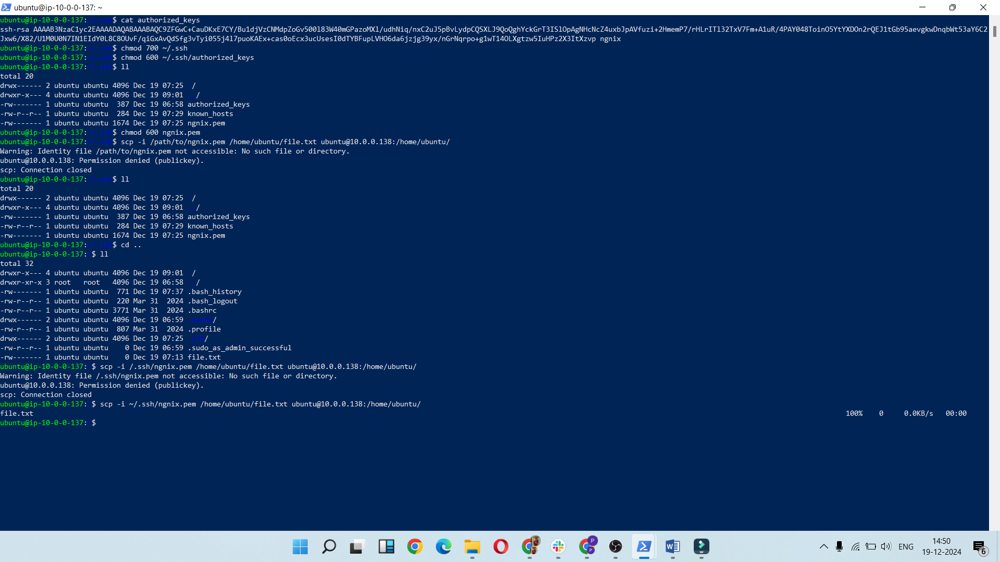 ubuntu@ip-10-0-0-137: ~
ubuntu@ip-10-0-0-137:~/.ssh$ cat authorized_keys
ssh-rsa AAAAB3NzaC1yc2EAAAADAQABAAABAQC9ZFGwC+CauDKxE7CY/Bu1djVzCNMdpZoGv500l83W40mGPazoMXl/udhNiq/nxC2uJ5pBvLydpCQSXLJ9QoQghYckGrT3ISlOpAgNHcNcZ4uxbJpAVfuzi+2HmemP7/rHLrITl32TxV7Fm+A1uR/4PAY048ToinO5YtYXDOn2rQEJ1tGb95aevgkwDnqbWt53aY6C2
Jxw6/X82/U1M0U0N7IN1EIdY0L8C8OUvF/qiGxAvQdSfg3vTyi055j4l7puoKAEx+cas0oEcx3ucUsesI0dTYBFupLVHO6da6jzjg39yx/nGrNqrpo+g1wT14OLXgtzw5IuHPz2X3ItXzvp ngnix
ubuntu@ip-10-0-0-137:~/.ssh$ chmod 700 ~/.ssh
ubuntu@ip-10-0-0-137:~/.ssh$ chmod 600 ~/.ssh/authorized_keys
ubuntu@ip-10-0-0-137:~/.ssh$ ll
total 20
drwx------ 2 ubuntu ubuntu 4096 Dec 19 07:25 /
drwxr-x--- 4 ubuntu ubuntu 4096 Dec 19 09:01 /
-rw------- 1 ubuntu ubuntu 387 Dec 19 06:58 authorized_keys
-rw-r--r-- 1 ubuntu ubuntu 284 Dec 19 07:29 known_hosts
-rw------- 1 ubuntu ubuntu 1674 Dec 19 07:25 ngnix.pem
ubuntu@ip-10-0-0-137:~/.ssh$ chmod 600 ngnix.pem
ubuntu@ip-10-0-0-137:~/.ssh$ scp -i /path/to/ngnix.pem /home/ubuntu/file.txt ubuntu@10.0.0.138:/home/ubuntu/
Warning: Identity file /path/to/ngnix.pem not accessible: No such file or directory.
ubuntu@10.0.0.138: Permission denied (publickey).
scp: Connection closed
ubuntu@ip-10-0-0-137:~/.ssh$ ll
total 20
drwx------ 2 ubuntu ubuntu 4096 Dec 19 07:25 /
drwxr-x--- 4 ubuntu ubuntu 4096 Dec 19 09:01 /
-rw------- 1 ubuntu ubuntu 387 Dec 19 06:58 authorized_keys
-rw-r--r-- 1 ubuntu ubuntu 284 Dec 19 07:29 known_hosts
-rw------- 1 ubuntu ubuntu 1674 Dec 19 07:25 ngnix.pem
ubuntu@ip-10-0-0-137:~/.ssh$ cd ..
ubuntu@ip-10-0-0-137: $ ll
total 32
drwxr-x--- 4 ubuntu ubuntu 4096 Dec 19 09:01 /
drwxr-xr-x 3 root root 4096 Dec 19 06:58 /
-rw------- 1 ubuntu ubuntu 771 Dec 19 07:37 .bash_history
-rw-r--r-- 1 ubuntu ubuntu 220 Mar 31 2024 .bash_logout
-rw-r--r-- 1 ubuntu ubuntu 3771 Mar 31 2024 .bashrc
drwx------ 2 ubuntu ubuntu 4096 Dec 19 06:59 .cache/
-rw-r--r-- 1 ubuntu ubuntu 807 Mar 31 2024 .profile
drwx------ 2 ubuntu ubuntu 4096 Dec 19 07:25 .ssh/
-rw-r--r-- 1 ubuntu ubuntu 0 Dec 19 06:59 .sudo_as_admin_successful
-rw------- 1 ubuntu ubuntu 0 Dec 19 07:13 file.txt
ubuntu@ip-10-0-0-137: $ scp -i /.ssh/ngnix.pem /home/ubuntu/file.txt ubuntu@10.0.0.138:/home/ubuntu/
Warning: Identity file /.ssh/ngnix.pem not accessible: No such file or directory.
ubuntu@10.0.0.138: Permission denied (publickey).
scp: Connection closed
ubuntu@ip-10-0-0-137: $ scp -i ~/.ssh/ngnix.pem /home/ubuntu/file.txt ubuntu@10.0.0.138:/home/ubuntu/
file.txt 100% 0 0.0KB/s 00:00
ubuntu@ip-10-0-0-137: $
ENG
14:50
19-12-2024
6